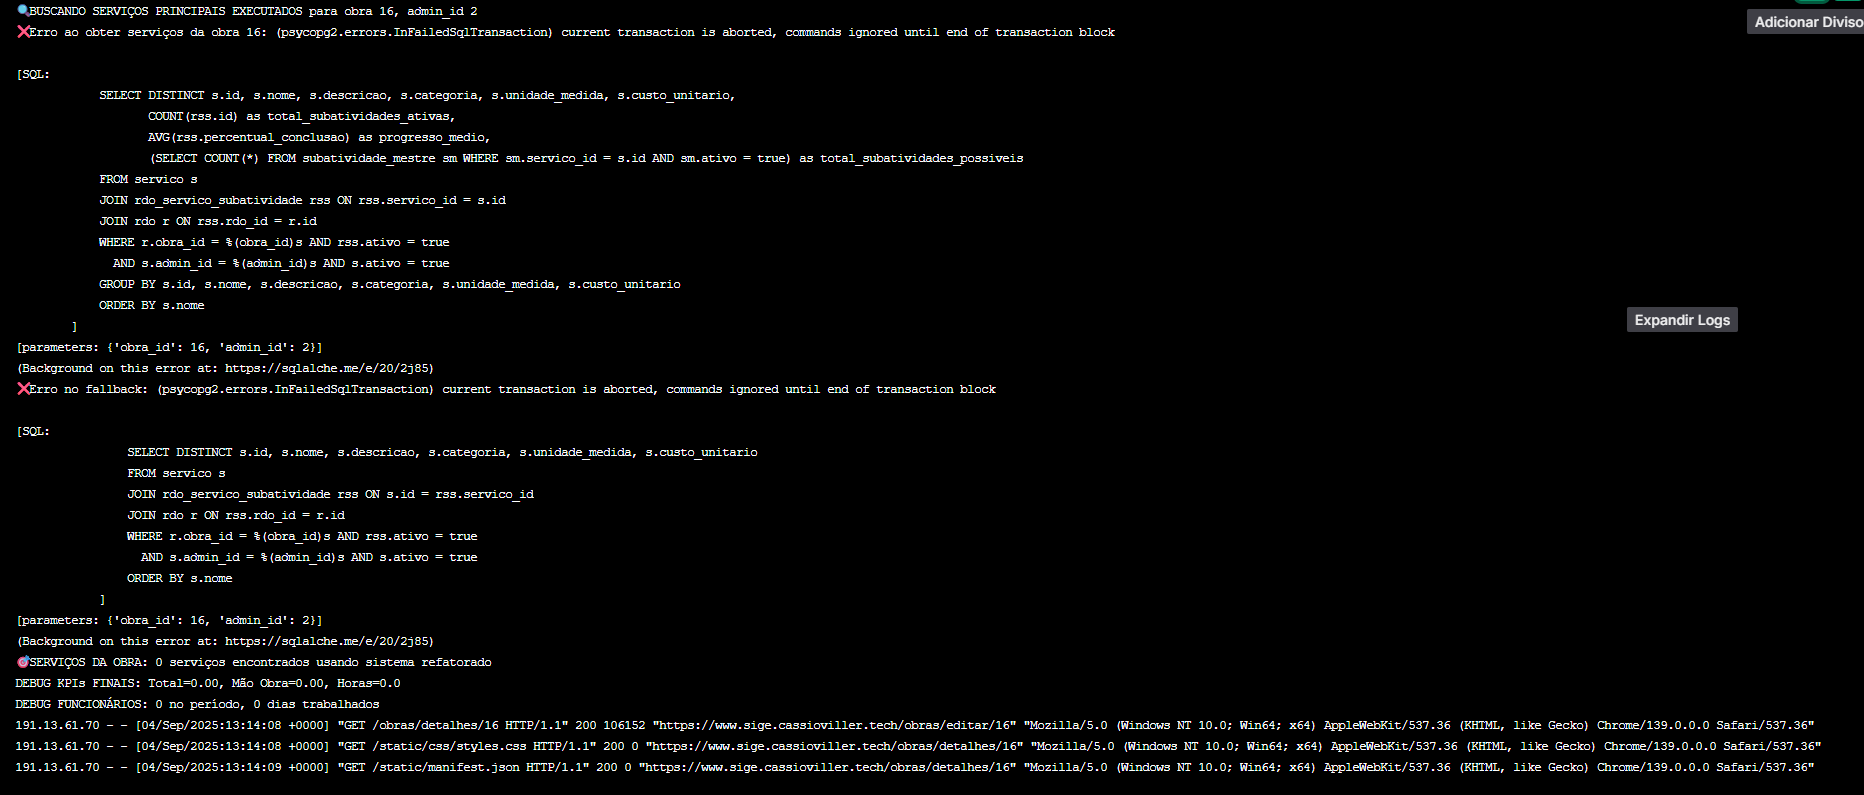 🔍BUSCANDO SERVIÇOS PRINCIPAIS EXECUTADOS para obra 16, admin_id 2
Adicionar Diviso
❌Erro ao obter serviços da obra 16: (psycopg2.errors.InFailedSqlTransaction) current transaction is aborted, commands ignored until end of transaction block
[SQL:
SELECT DISTINCT s.id, s.nome, s.descricao, s.categoria, s.unidade_medida, s.custo_unitario,
COUNT(rss.id) as total_subatividades_ativas,
AVG(rss.percentual_conclusao) as progresso_medio,
(SELECT COUNT(*) FROM subatividade_mestre sm WHERE sm.servico_id = s.id AND sm.ativo = true) as total_subatividades_possiveis
FROM servico s
JOIN rdo_servico_subatividade rss ON rss.servico_id = s.id
JOIN rdo r ON rss.rdo_id = r.id
WHERE r.obra_id = %(obra_id)s AND rss.ativo = true
AND s.admin_id = %(admin_id)s AND s.ativo = true
GROUP BY s.id, s.nome, s.descricao, s.categoria, s.unidade_medida, s.custo_unitario
ORDER BY s.nome
Expandir Logs
]
[parameters: {'obra_id': 16, 'admin_id': 2}]
(Background on this error at: https://sqlalche.me/e/20/2j85)
❌Erro no fallback: (psycopg2.errors.InFailedSqlTransaction) current transaction is aborted, commands ignored until end of transaction block
[SQL:
SELECT DISTINCT s.id, s.nome, s.descricao, s.categoria, s.unidade_medida, s.custo_unitario
FROM servico s
JOIN rdo_servico_subatividade rss ON s.id = rss.servico_id
JOIN rdo r ON rss.rdo_id = r.id
WHERE r.obra_id = %(obra_id)s AND rss.ativo = true
AND s.admin_id = %(admin_id)s AND s.ativo = true
ORDER BY s.nome
]
[parameters: {'obra_id': 16, 'admin_id': 2}]
(Background on this error at: https://sqlalche.me/e/20/2j85)
🎯SERVIÇOS DA OBRA: 0 serviços encontrados usando sistema refatorado
DEBUG KPIs FINAIS: Total=0.00, Mão Obra=0.00, Horas=0.0
DEBUG FUNCIONÁRIOS: 0 no período, 0 dias trabalhados
191.13.61.70 - - [04/Sep/2025:13:14:08 +0000] "GET /obras/detalhes/16 HTTP/1.1" 200 106152 "https://www.sige.cassioviller.tech/obras/editar/16" "Mozilla/5.0 (Windows NT 10.0; Win64; x64) AppleWebKit/537.36 (KHTML, like Gecko) Chrome/139.0.0.0 Safari/537.36"
191.13.61.70 - - [04/Sep/2025:13:14:08 +0000] "GET /static/css/styles.css HTTP/1.1" 200 0 "https://www.sige.cassioviller.tech/obras/detalhes/16" "Mozilla/5.0 (Windows NT 10.0; Win64; x64) AppleWebKit/537.36 (KHTML, like Gecko) Chrome/139.0.0.0 Safari/537.36"
191.13.61.70 - - [04/Sep/2025:13:14:09 +0000] "GET /static/manifest.json HTTP/1.1" 200 0 "https://www.sige.cassioviller.tech/obras/detalhes/16" "Mozilla/5.0 (Windows NT 10.0; Win64; x64) AppleWebKit/537.36 (KHTML, like Gecko) Chrome/139.0.0.0 Safari/537.36"